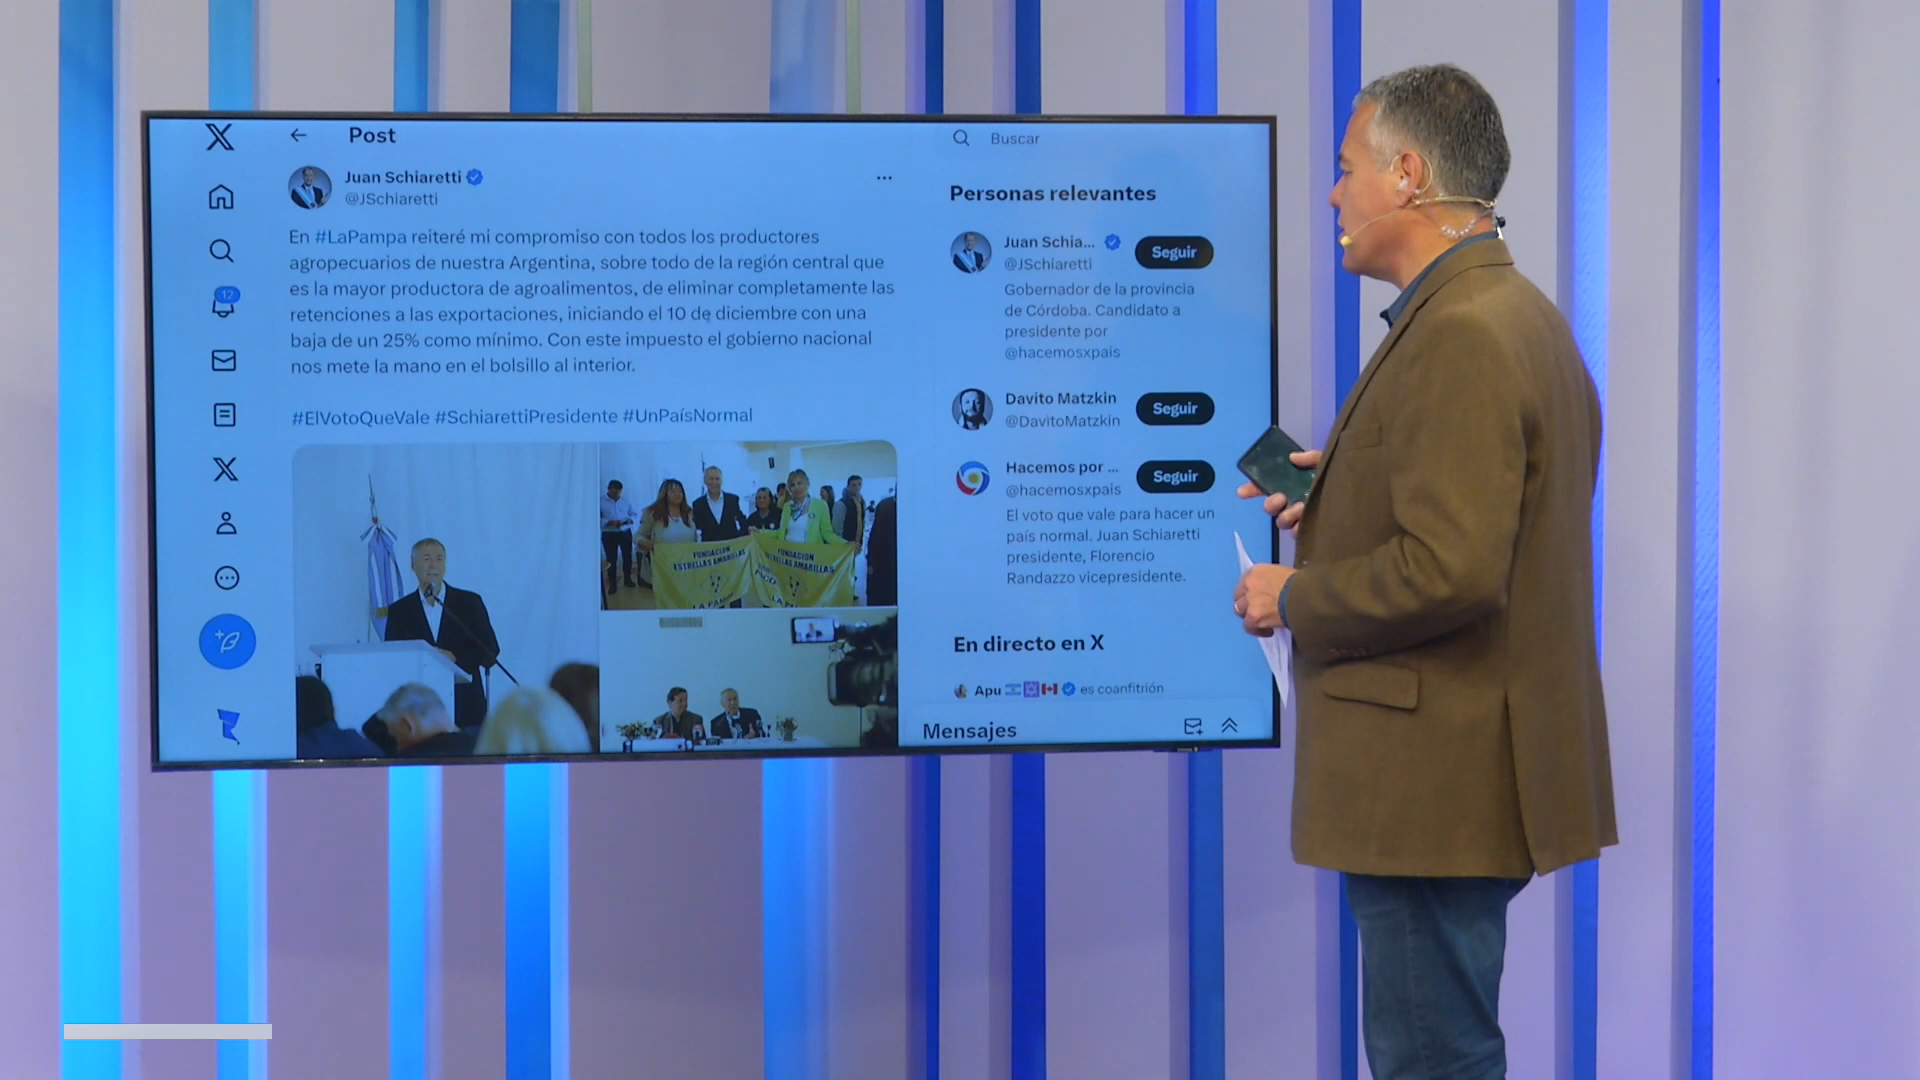 Post
Juan Schiaretti
@JSchiaretti
En #LaPampa reiteré mi compromiso con todos los productores
agropecuarios de nuestra Argentina, sobre todo de la región central que
es la mayor productora de agroalimentos, de eliminar completamente las
retenciones a las exportaciones, iniciando el 10 de diciembre con una
baja de un 25% como mínimo. Con este impuesto el gobierno nacional
nos mete la mano en el bolsillo al interior.
#ElVotoQueVale #SchiarettiPresidente #UnPaísNormal
FUNDACION
ESTRELLAS AMARILLAS
LA PAMPA
FUNDACION
ESTRELLAS AMARILLAS
PICO
LA PAM
12
Buscar
Personas relevantes
Juan Schia...
@JSchiaretti
Seguir
Gobernador de la provincia
de Córdoba. Candidato a
presidente por
@hacemosxpais
Davito Matzkin
@DavitoMatzkin
Seguir
Hacemos por ...
@hacemosxpais
Seguir
El voto que vale para hacer un
país normal. Juan Schiaretti
presidente, Florencio
Randazzo vicepresidente.
En directo en X
Apu es coanfitrión
Mensajes